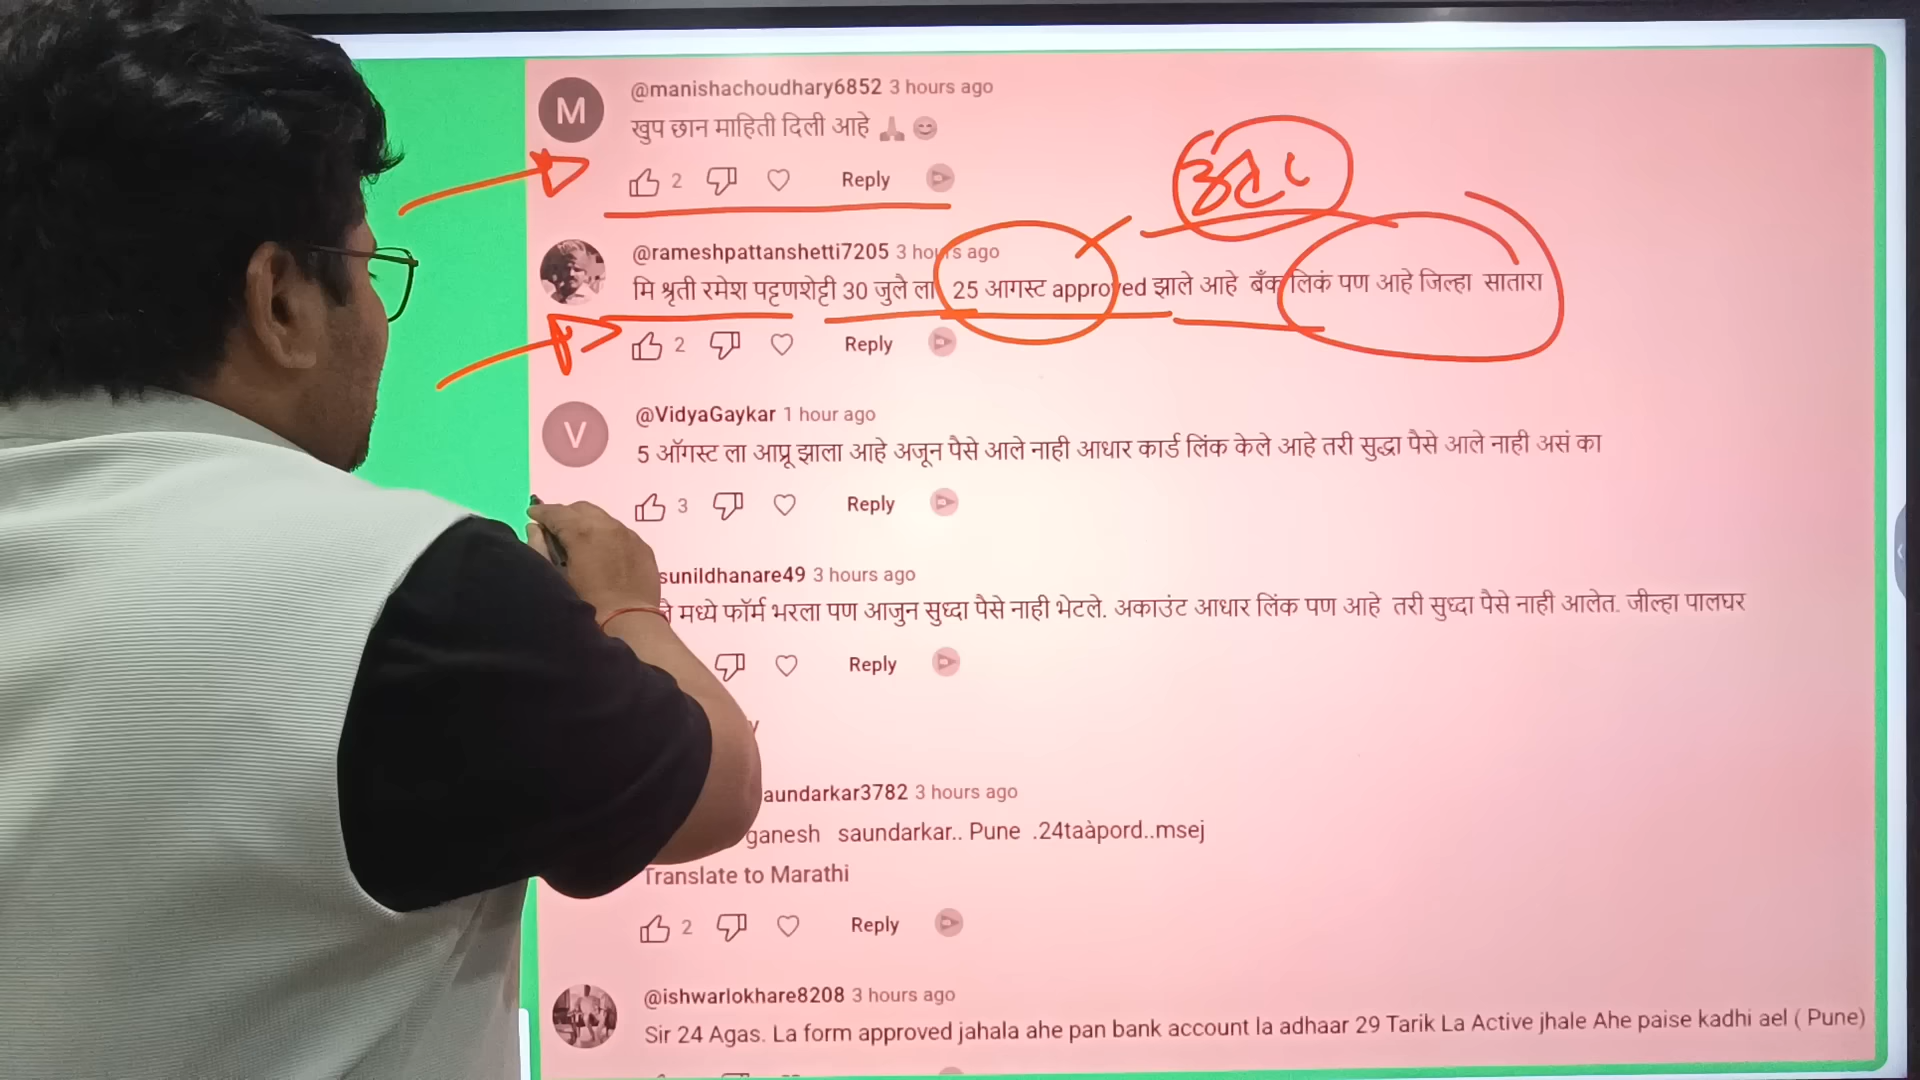 M
@manishachoudhary6852 3 hours ago
खुप छान माहिती दिली आहे 🙏😊
2 Reply
@rameshpattanshetti7205 3 hours ago
मि श्रृती रमेश पट्टणशेट्टी 30 जुलै ला 25 आगस्ट approved झाले आहे बँक लिकं पण आहे जिल्हा सातारा
2 Reply
V
@VidyaGaykar 1 hour ago
5 ऑगस्ट ला आप्रू झाला आहे अजून पैसे आले नाही आधार कार्ड लिंक केले आहे तरी सुद्धा पैसे आले नाही असं का
3 Reply
sunildhanare49 3 hours ago
मध्ये फॉर्म भरला पण आजुन सुध्दा पैसे नाही भेटले. अकाउंट आधार लिंक पण आहे तरी सुध्दा पैसे नाही आलेत. जील्हा पालघर
Reply
aundarkar3782 3 hours ago
ganesh saundarkar.. Pune .24taàpord..msej
Translate to Marathi
2 Reply
@ishwarlokhare8208 3 hours ago
Sir 24 Agas. La form approved jahala ahe pan bank account la adhaar 29 Tarik La Active jhale Ahe paise kadhi ael ( Pune)